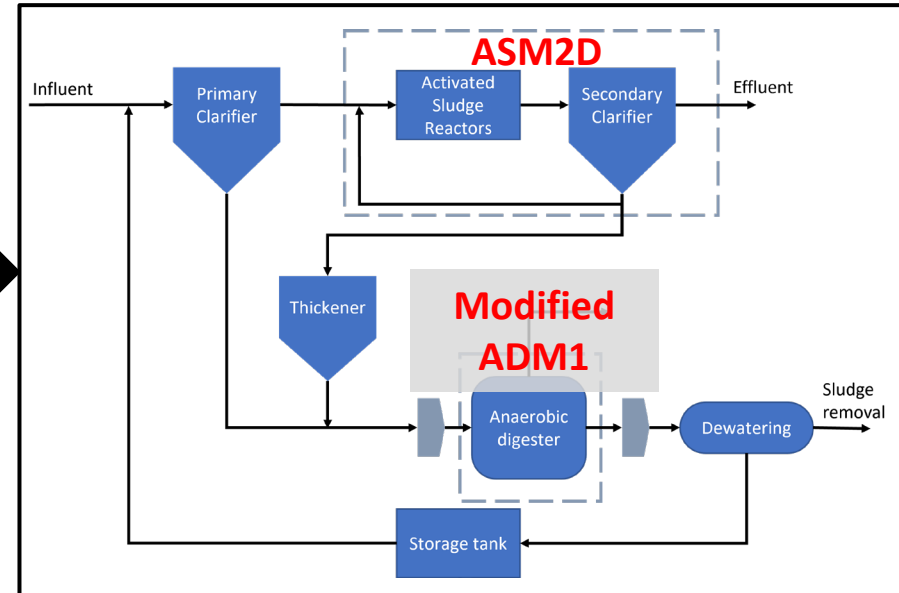 ASM2D
Influent
Primary
Clarifier
Activated
Sludge
Reactors
Secondary
Clarifier
Effluent
Thickener
Modified
ADM1
Anaerobic
digester
Dewatering
Sludge
removal
Storage tank